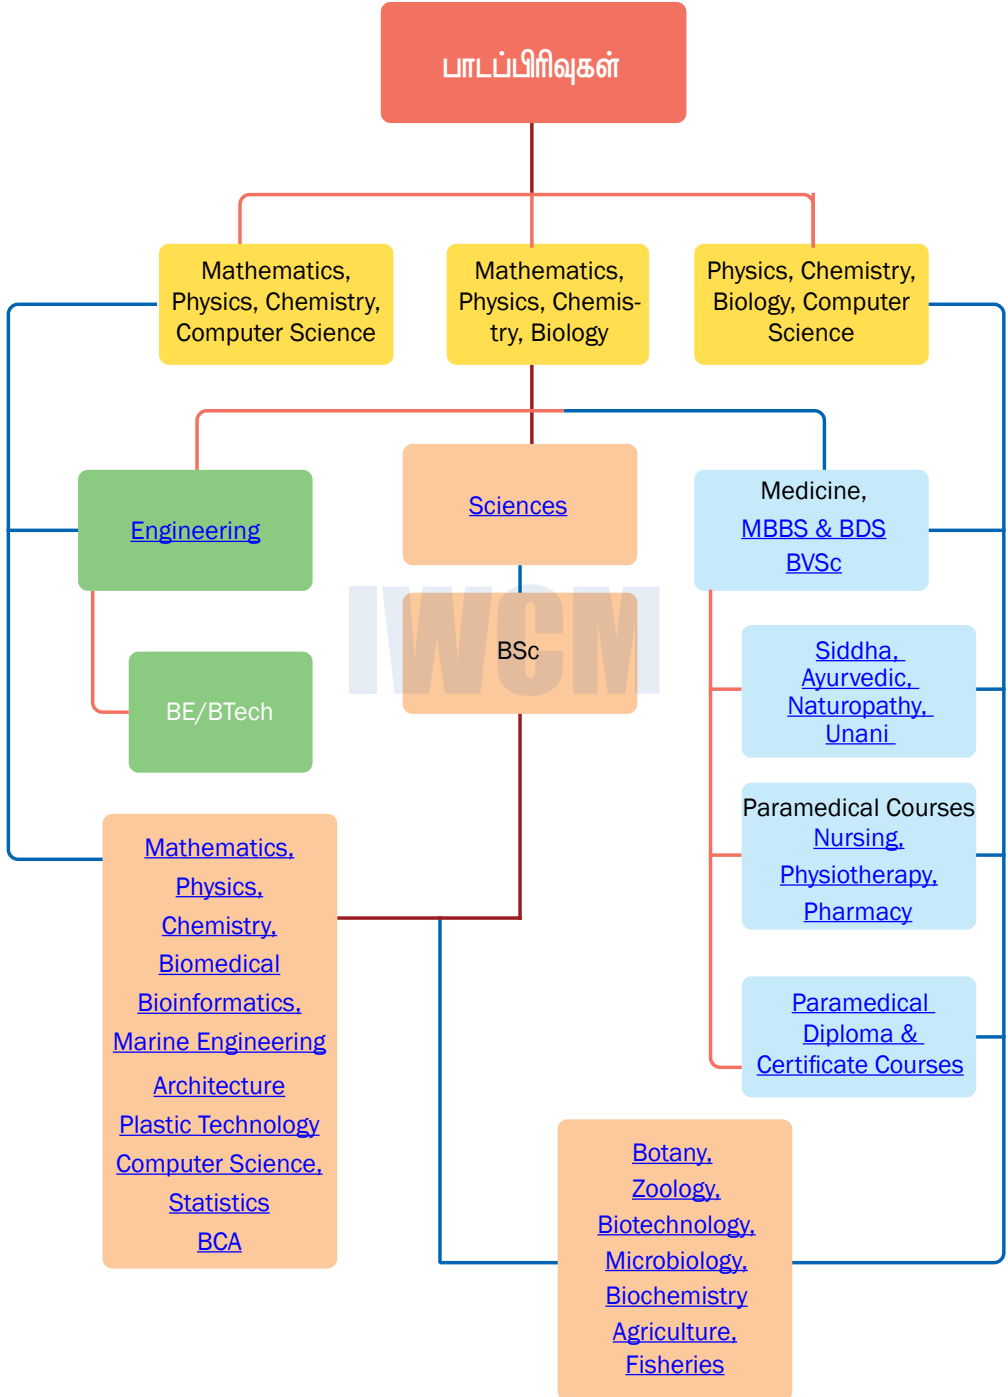 பாடப்பிரிவுகள்
Mathematics,
Physics, Chemistry,
Computer Science
Mathematics,
Physics, Chemis-
try, Biology
Physics, Chemistry,
Biology, Computer
Science
Engineering
Sciences
Medicine,
MBBS & BDS
BVSc
IWCM
BSc
BE/BTech
Siddha,
Ayurvedic,
Naturopathy,
Unani
Paramedical Courses
Nursing,
Physiotherapy,
Pharmacy
Mathematics,
Physics,
Chemistry,
Biomedical
Bioinformatics,
Marine Engineering
Architecture
Plastic Technology
Computer Science,
Statistics
BCA
Paramedical
Diploma &
Certificate Courses
Botany,
Zoology,
Biotechnology,
Microbiology,
Biochemistry
Agriculture,
Fisheries